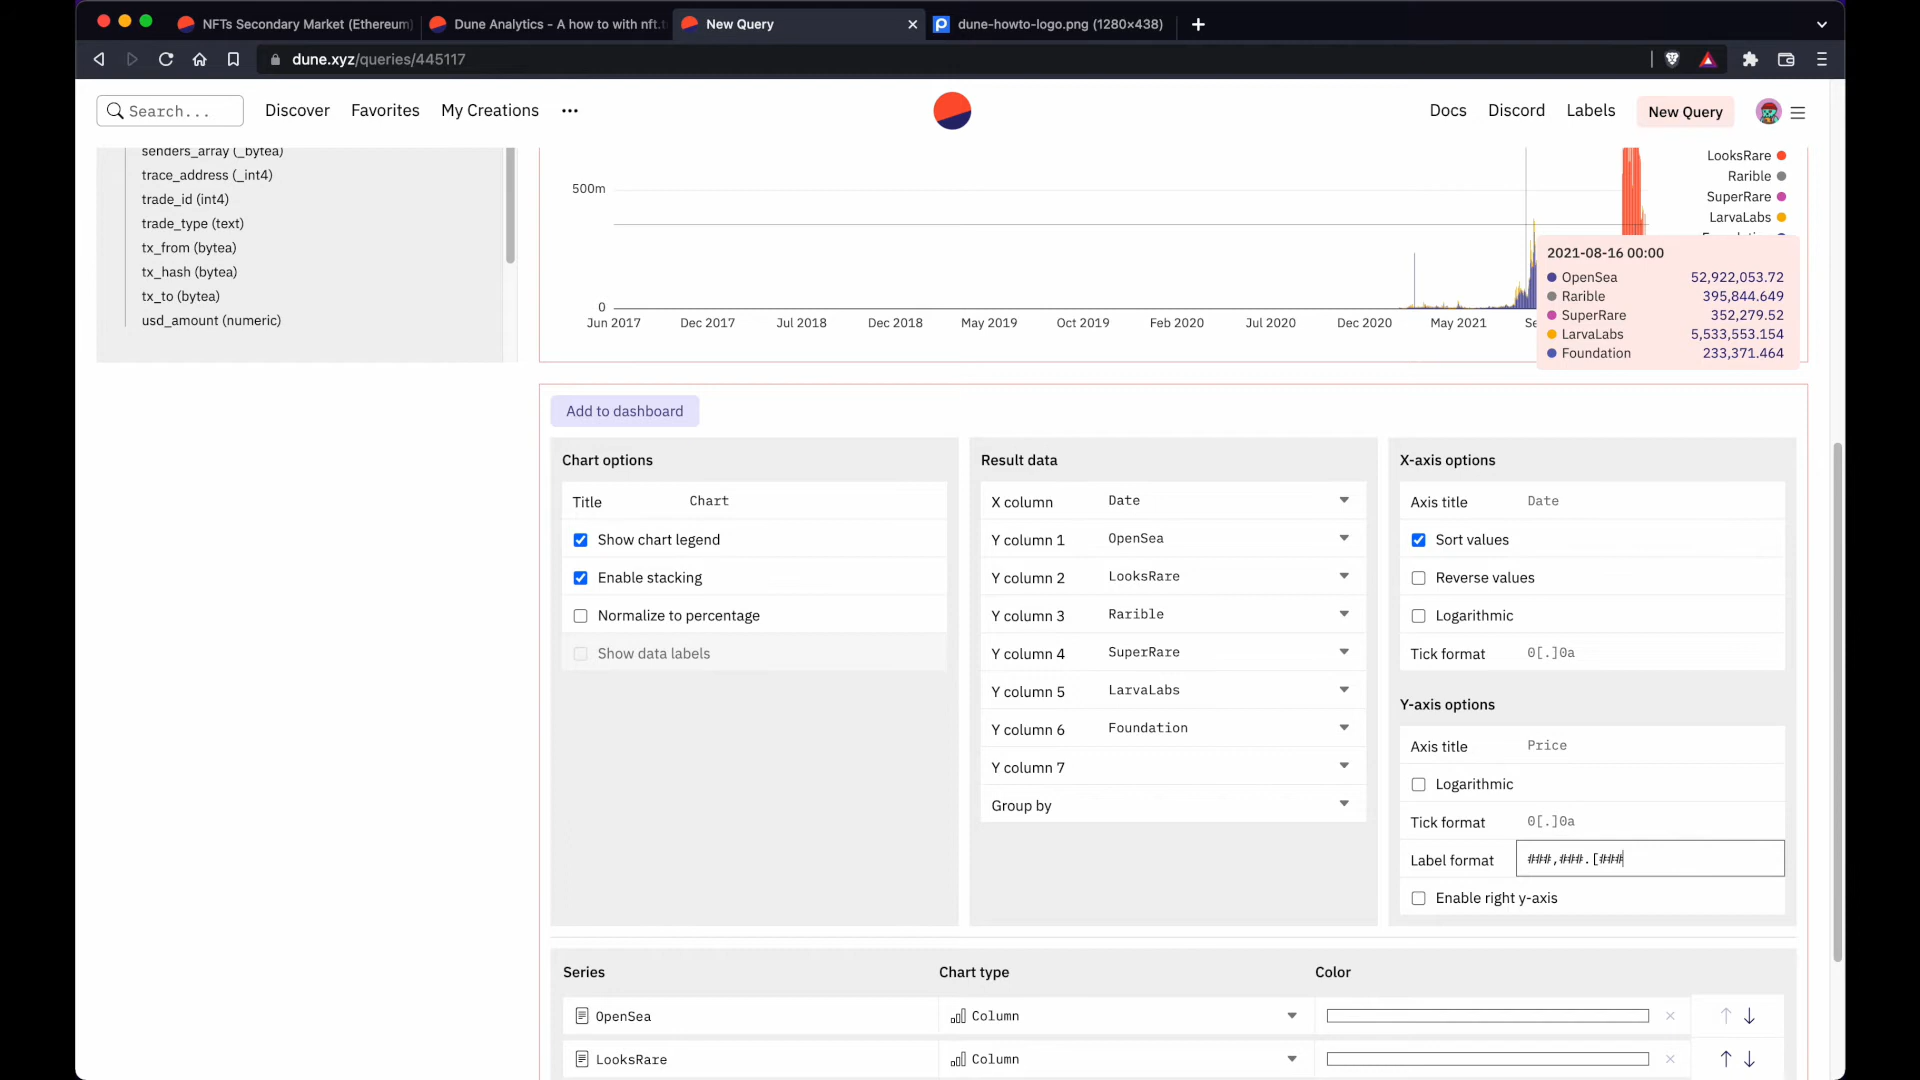 NFTs Secondary Market (Ethereum)
Dune Analytics - A how to with nft.t
New Query
dune-howto-logo.png (1280×438)
dune.xyz/queries/445117
Search...
Discover
Favorites
My Creations
Docs
Discord
Labels
New Query
senders_array (_bytea)
trace_address (_int4)
trade_id (int4)
trade_type (text)
tx_from (bytea)
tx_hash (bytea)
tx_to (bytea)
usd_amount (numeric)
500m
0
Jun 2017
Dec 2017
Jul 2018
Dec 2018
May 2019
Oct 2019
Feb 2020
Jul 2020
Dec 2020
May 2021
Se
LooksRare
Rarible
SuperRare
LarvaLabs
2021-08-16 00:00
OpenSea 52,922,053.72
Rarible 395,844.649
SuperRare 352,279.52
LarvaLabs 5,533,553.154
Foundation 233,371.464
Add to dashboard
Chart options
Title Chart
Show chart legend
Enable stacking
Normalize to percentage
Show data labels
Result data
X column Date
Y column 1 OpenSea
Y column 2 LooksRare
Y column 3 Rarible
Y column 4 SuperRare
Y column 5 LarvaLabs
Y column 6 Foundation
Y column 7
Group by
X-axis options
Axis title Date
Sort values
Reverse values
Logarithmic
Tick format 0[.]0a
Y-axis options
Axis title Price
Logarithmic
Tick format 0[.]0a
Label format ###,###.[###
Enable right y-axis
Series Chart type Color
OpenSea Column
LooksRare Column